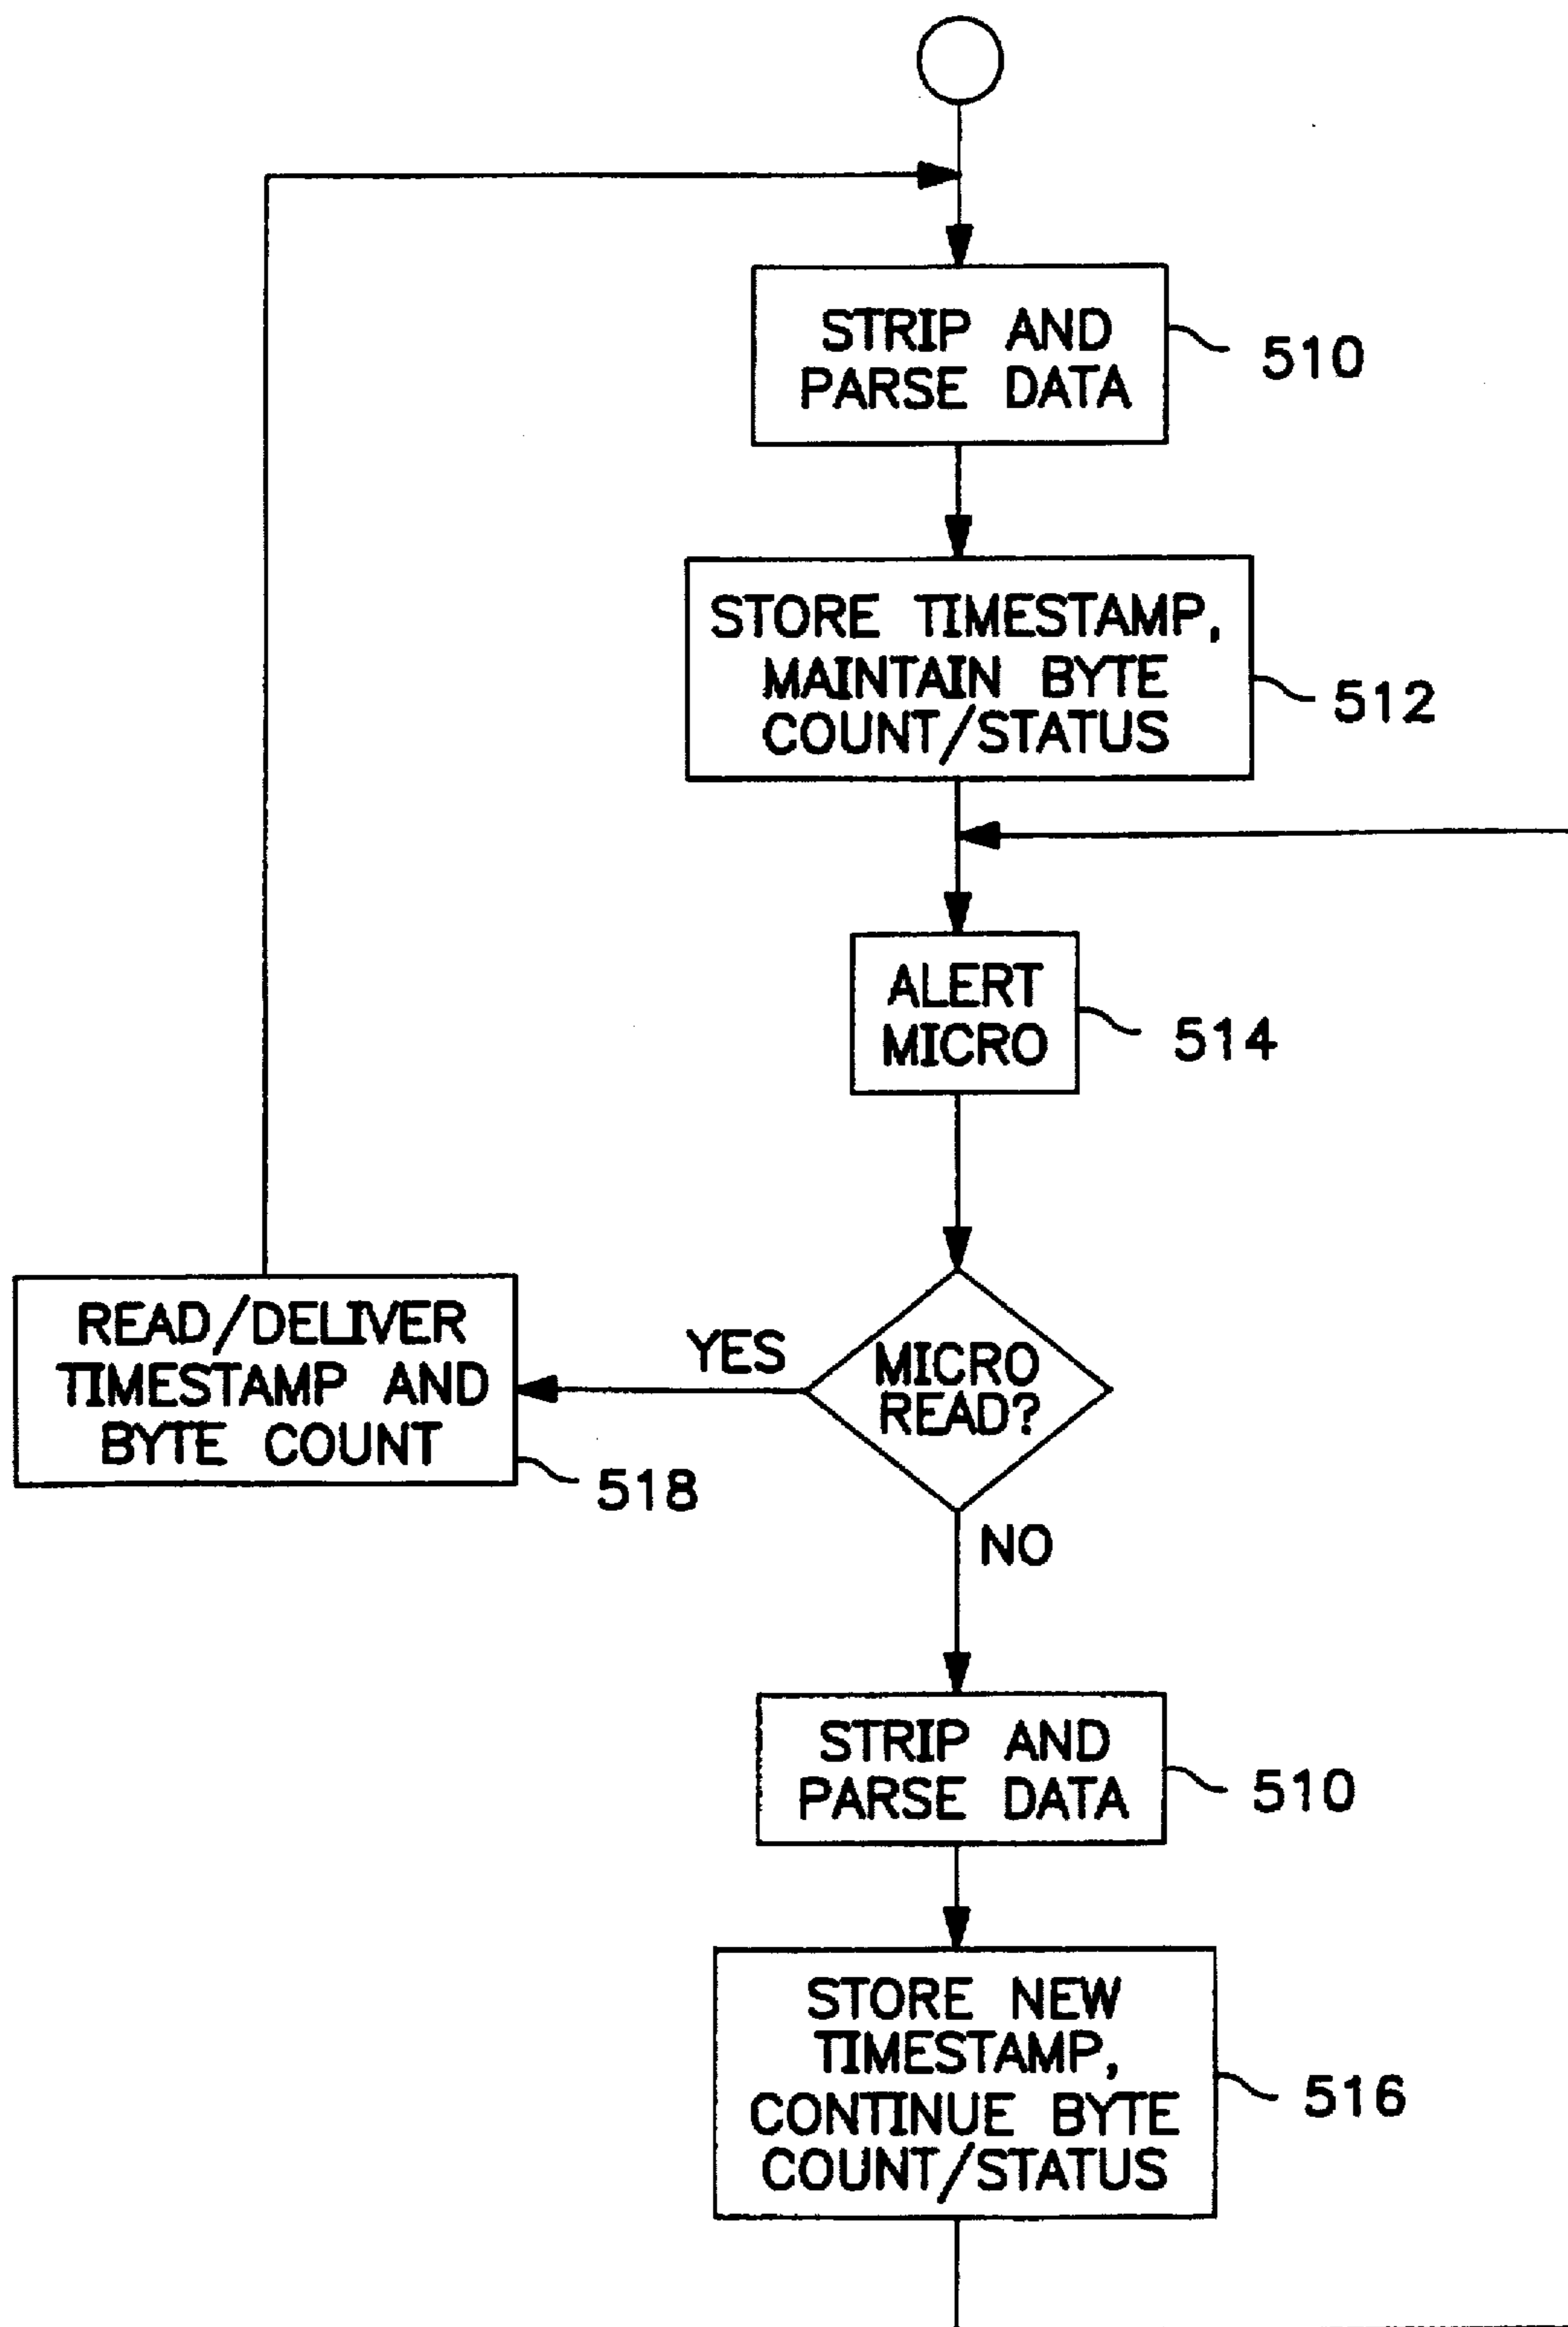 STRIP AND
PARSE DATA
510
STORE TIMESTAMP,
MAINTAIN BYTE
COUNT/STATUS
512
ALERT
MICRO
514
READ/DELIVER
TIMESTAMP AND
BYTE COUNT
518
YES
MICRO
READ?
NO
STRIP AND
PARSE DATA
510
STORE NEW
TIMESTAMP,
CONTINUE BYTE
COUNT/STATUS
516